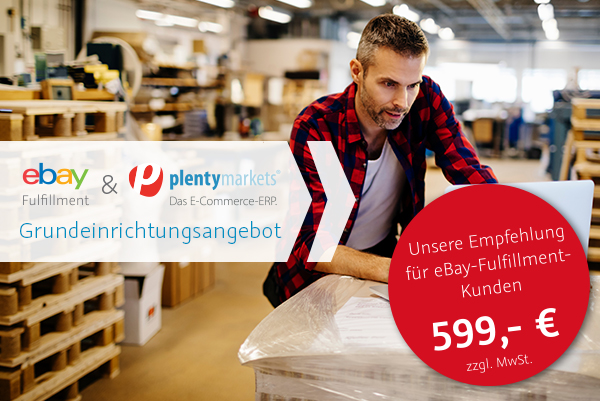 ebay & plentymarkets®
Fulfillment Das E-Commerce-ERP.
Grundeinrichtungsangebot
Unsere Empfehlung
für eBay-Fulfillment-
Kunden
599,- €
zzgl. MwSt.